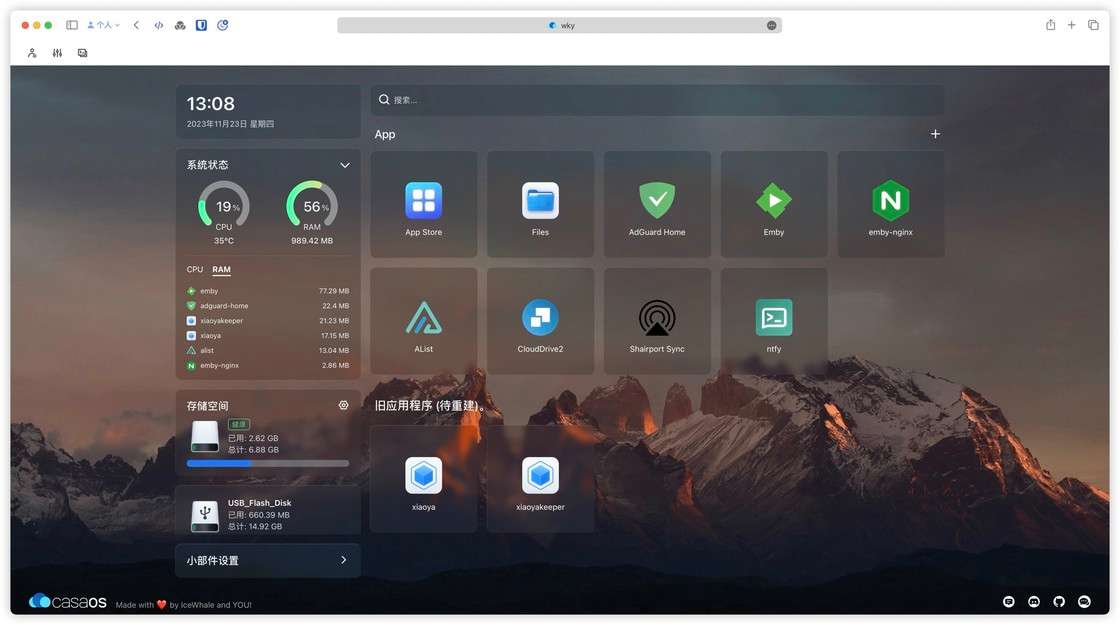 个人
wky
13:08
2023年11月23日 星期四
搜索...
App
系统状态
19%
CPU
35°C
56%
RAM
989.42 MB
CPU RAM
emby 77.29 MB
adguard-home 22.4 MB
xiaoyakeeper 21.23 MB
xiaoya 17.15 MB
alist 13.04 MB
emby-nginx 2.86 MB
App Store
Files
AdGuard Home
Emby
emby-nginx
AList
CloudDrive2
Shairport Sync
ntfy
存储空间
健康
已用: 2.62 GB
总计: 6.88 GB
USB_Flash_Disk
已用: 660.39 MB
总计: 14.92 GB
小部件设置
旧应用程序 (待重建)。
xiaoya
xiaoyakeeper
casaOS
Made with ❤️ by IceWhale and YOU!